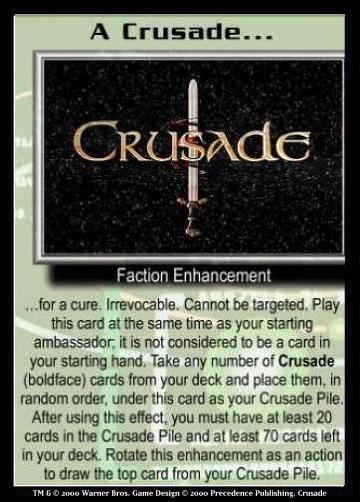 A Crusade...
CRUSADE
Faction Enhancement
...for a cure. Irrevocable. Cannot be targeted. Play
this card at the same time as your starting
ambassador; it is not considered to be a card in
your starting hand. Take any number of Crusade
(boldface) cards from your deck and place them, in
random order, under this card as your Crusade Pile.
After using this effect, you must have at least 20
cards in the Crusade Pile and at least 70 cards left
in your deck. Rotate this enhancement as an action
to draw the top card from your Crusade Pile.
TM & © 2000 Warner Bros. Game Design © 2000 Precedence Publishing. Crusade